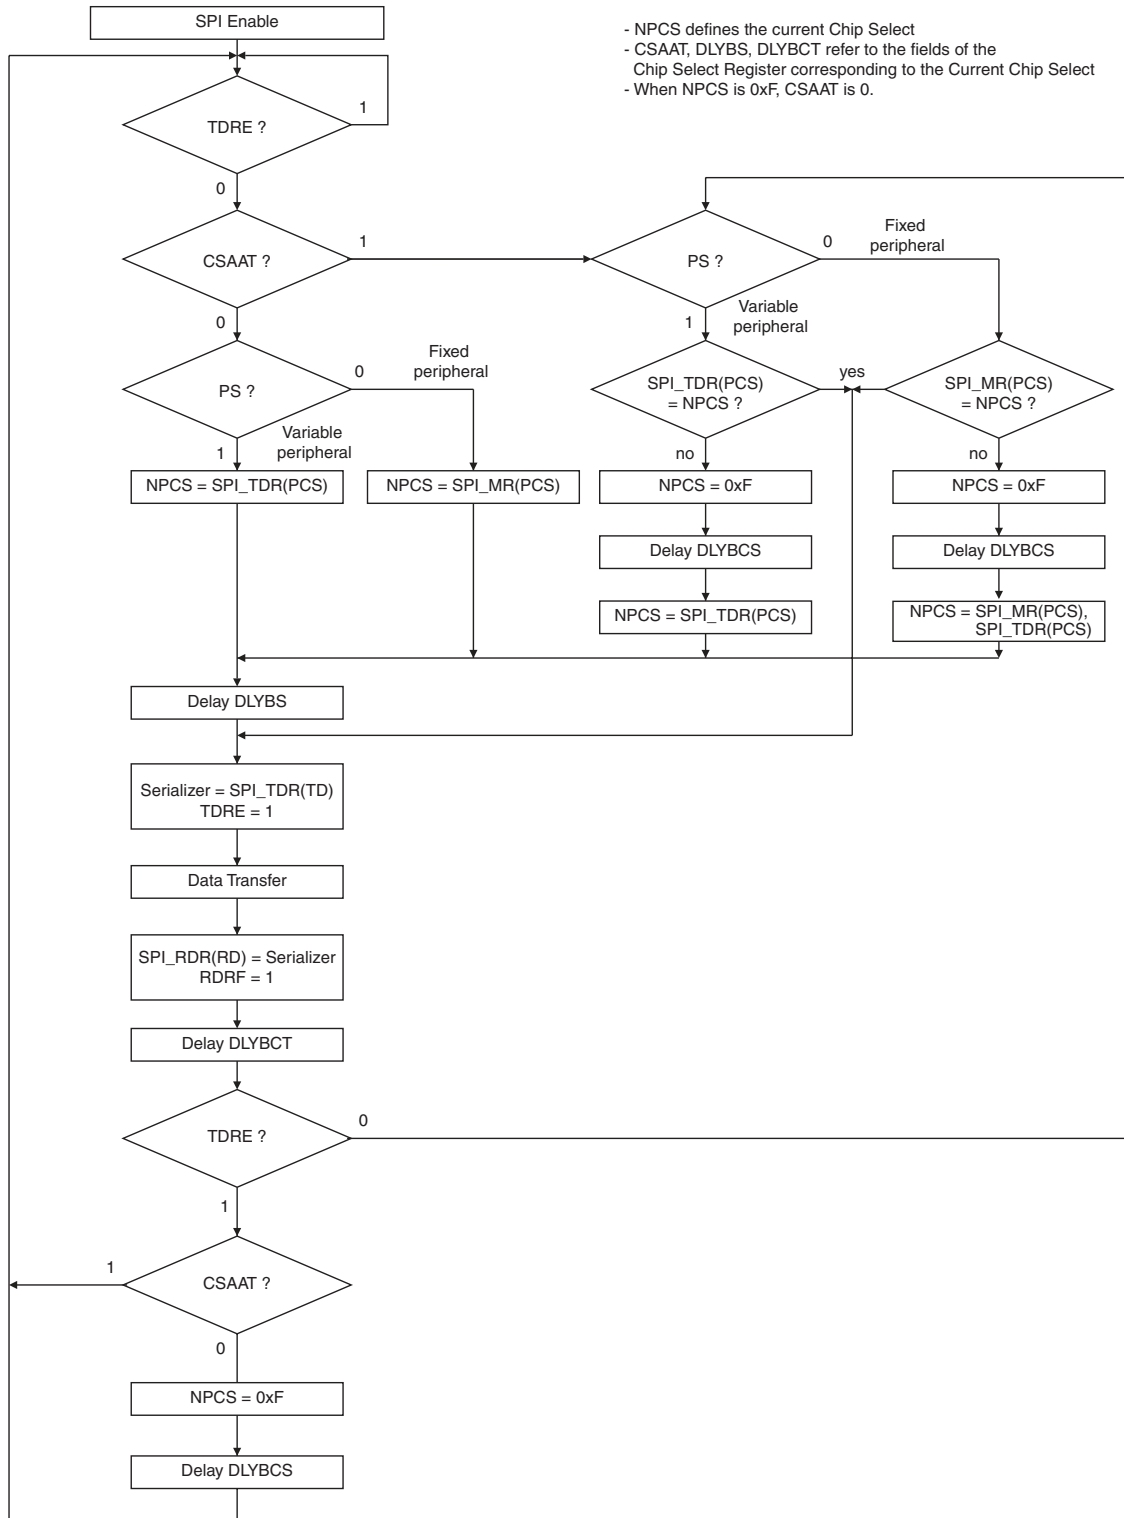 SPI Enable
- NPCS defines the current Chip Select
- CSAAT, DLYBS, DLYBCT refer to the fields of the
Chip Select Register corresponding to the Current Chip Select
- When NPCS is 0xF, CSAAT is 0.
TDRE ?
1
0
CSAAT ?
1
0
PS ?
0
Fixed
peripheral
1
Variable
peripheral
PS ?
0
Fixed
peripheral
1
Variable
peripheral
SPI_TDR(PCS)
= NPCS ?
yes
SPI_MR(PCS)
= NPCS ?
no
no
NPCS = SPI_TDR(PCS)
NPCS = SPI_MR(PCS)
NPCS = 0xF
NPCS = 0xF
Delay DLYBCS
Delay DLYBCS
NPCS = SPI_TDR(PCS)
NPCS = SPI_MR(PCS),
SPI_TDR(PCS)
Delay DLYBS
Serializer = SPI_TDR(TD)
TDRE = 1
Data Transfer
SPI_RDR(RD) = Serializer
RDRF = 1
Delay DLYBCT
TDRE ?
0
1
CSAAT ?
1
0
NPCS = 0xF
Delay DLYBCS